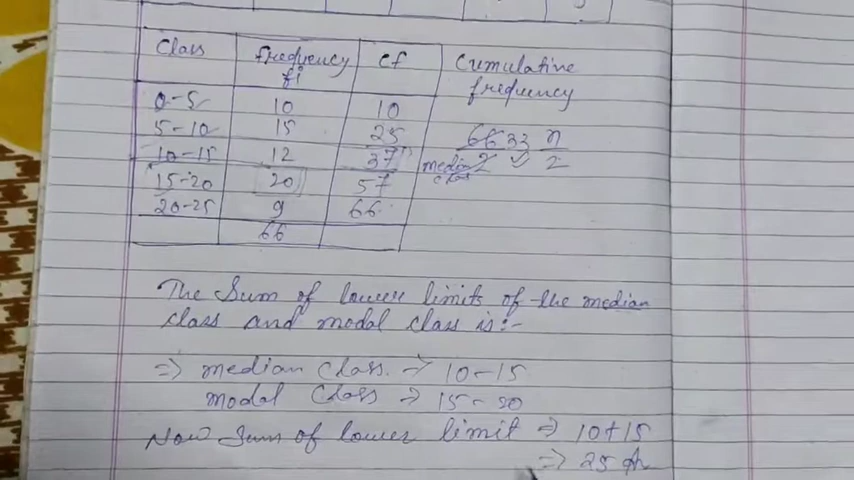 Class Frequency fi cf Cumulative frequency
0-5 10 10
5-10 15 25 66 33 n
10-15 12 37 median class 2 2
15-20 20 57
20-25 9 66
66
The Sum of lower limits of the median
class and modal class is:-
=> median class -> 10-15
modal class -> 15-20
Now Sum of lower limit => 10+15
=> 25